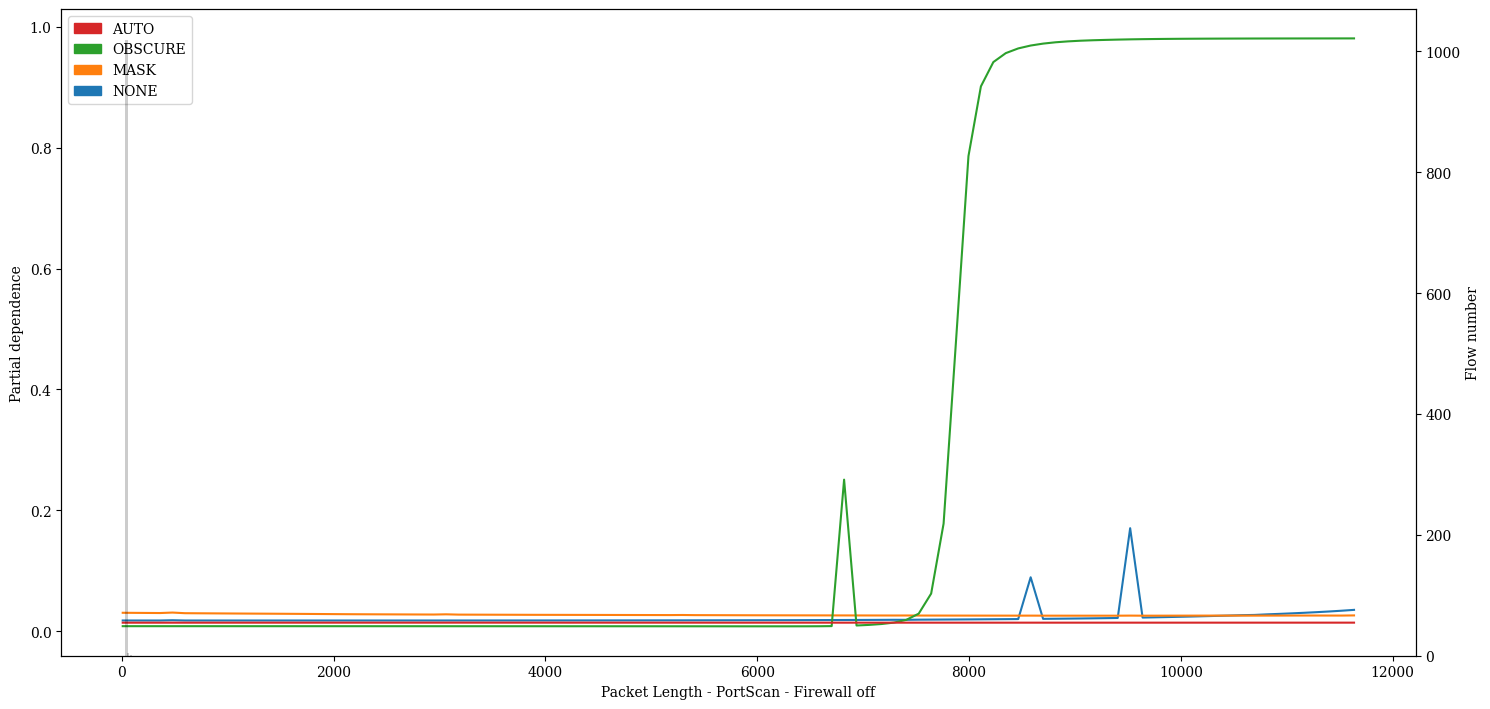 AUTO
OBSCURE
MASK
NONE
1.0
0.8
0.6
0.4
0.2
0.0
Partial dependence
1000
800
600
400
200
0
Flow number
0 2000 4000 6000 8000 10000 12000
Packet Length - PortScan - Firewall off